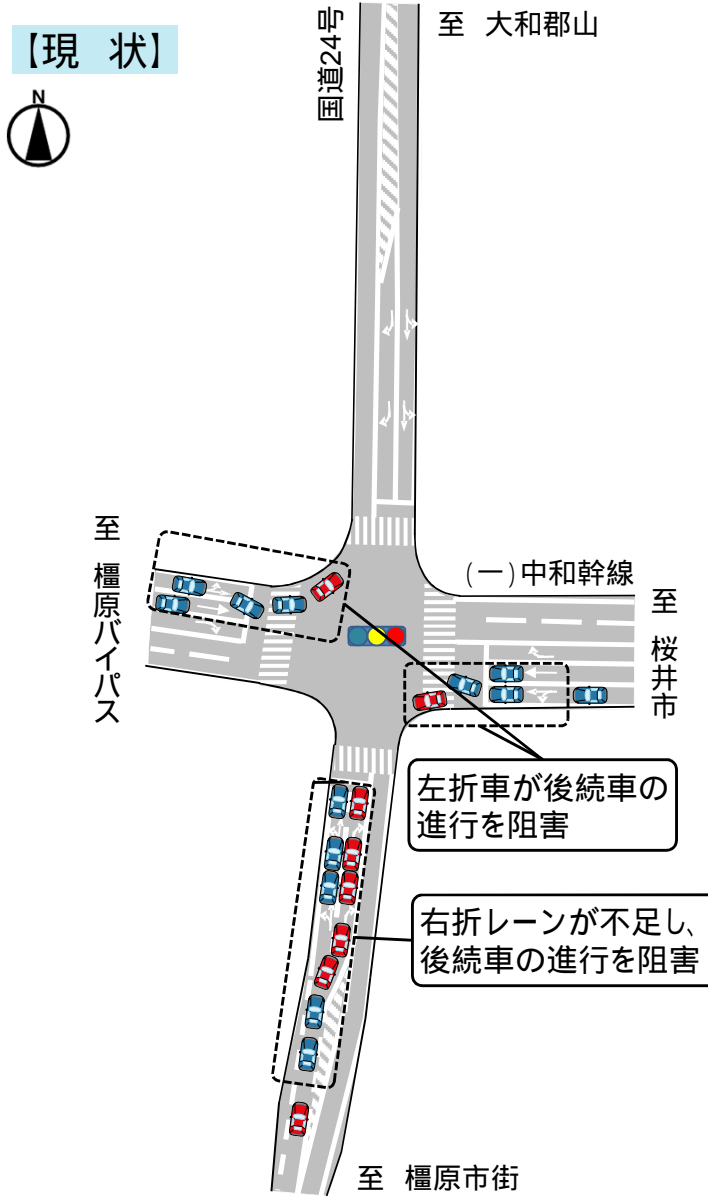 【現 状】
N
国道24号
至 大和郡山
至 橿原バイパス
(一)中和幹線
至 桜井市
左折車が後続車の
進行を阻害
右折レーンが不足し、
後続車の進行を阻害
至 橿原市街